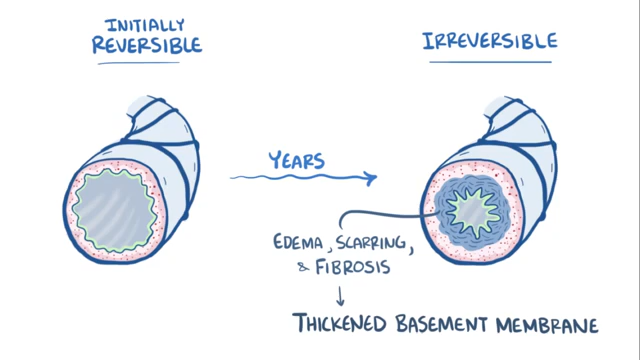 INITIALLY
REVERSIBLE
IRREVERSIBLE
YEARS
EDEMA, SCARRING,
& FIBROSIS
THICKENED BASEMENT MEMBRANE